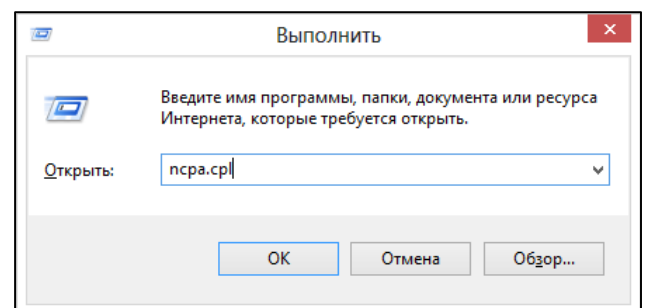 Выполнить
Введите имя программы, папки, документа или ресурса
Интернета, которые требуется открыть.
Открыть: ncpa.cpl
OK Отмена Обзор...